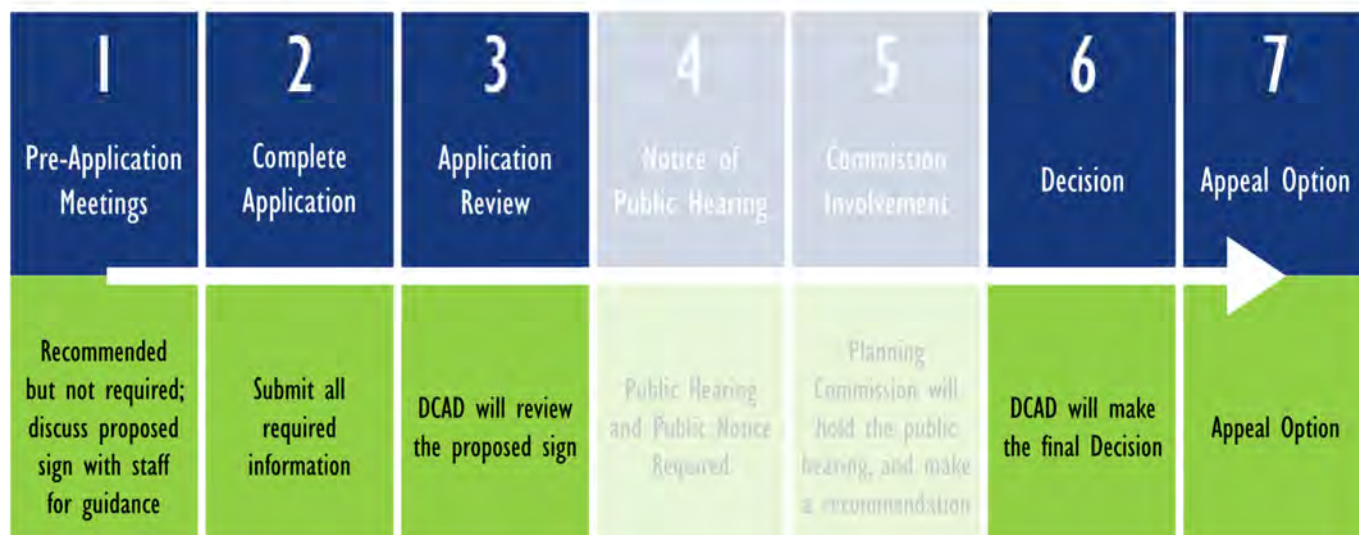 1
Pre-Application
Meetings
2
Complete
Application
3
Application
Review
4
Notice of
Public Hearing
5
Commission
Involvement
6
Decision
7
Appeal Option
Recommended
but not required;
discuss proposed
sign with staff
for guidance
Submit all
required
information
DCAD will review
the proposed sign
Public Hearing
and Public Notice
Required
Planning
Commission will
hold the public
hearing, and make
a recommendation
DCAD will make
the final Decision
Appeal Option